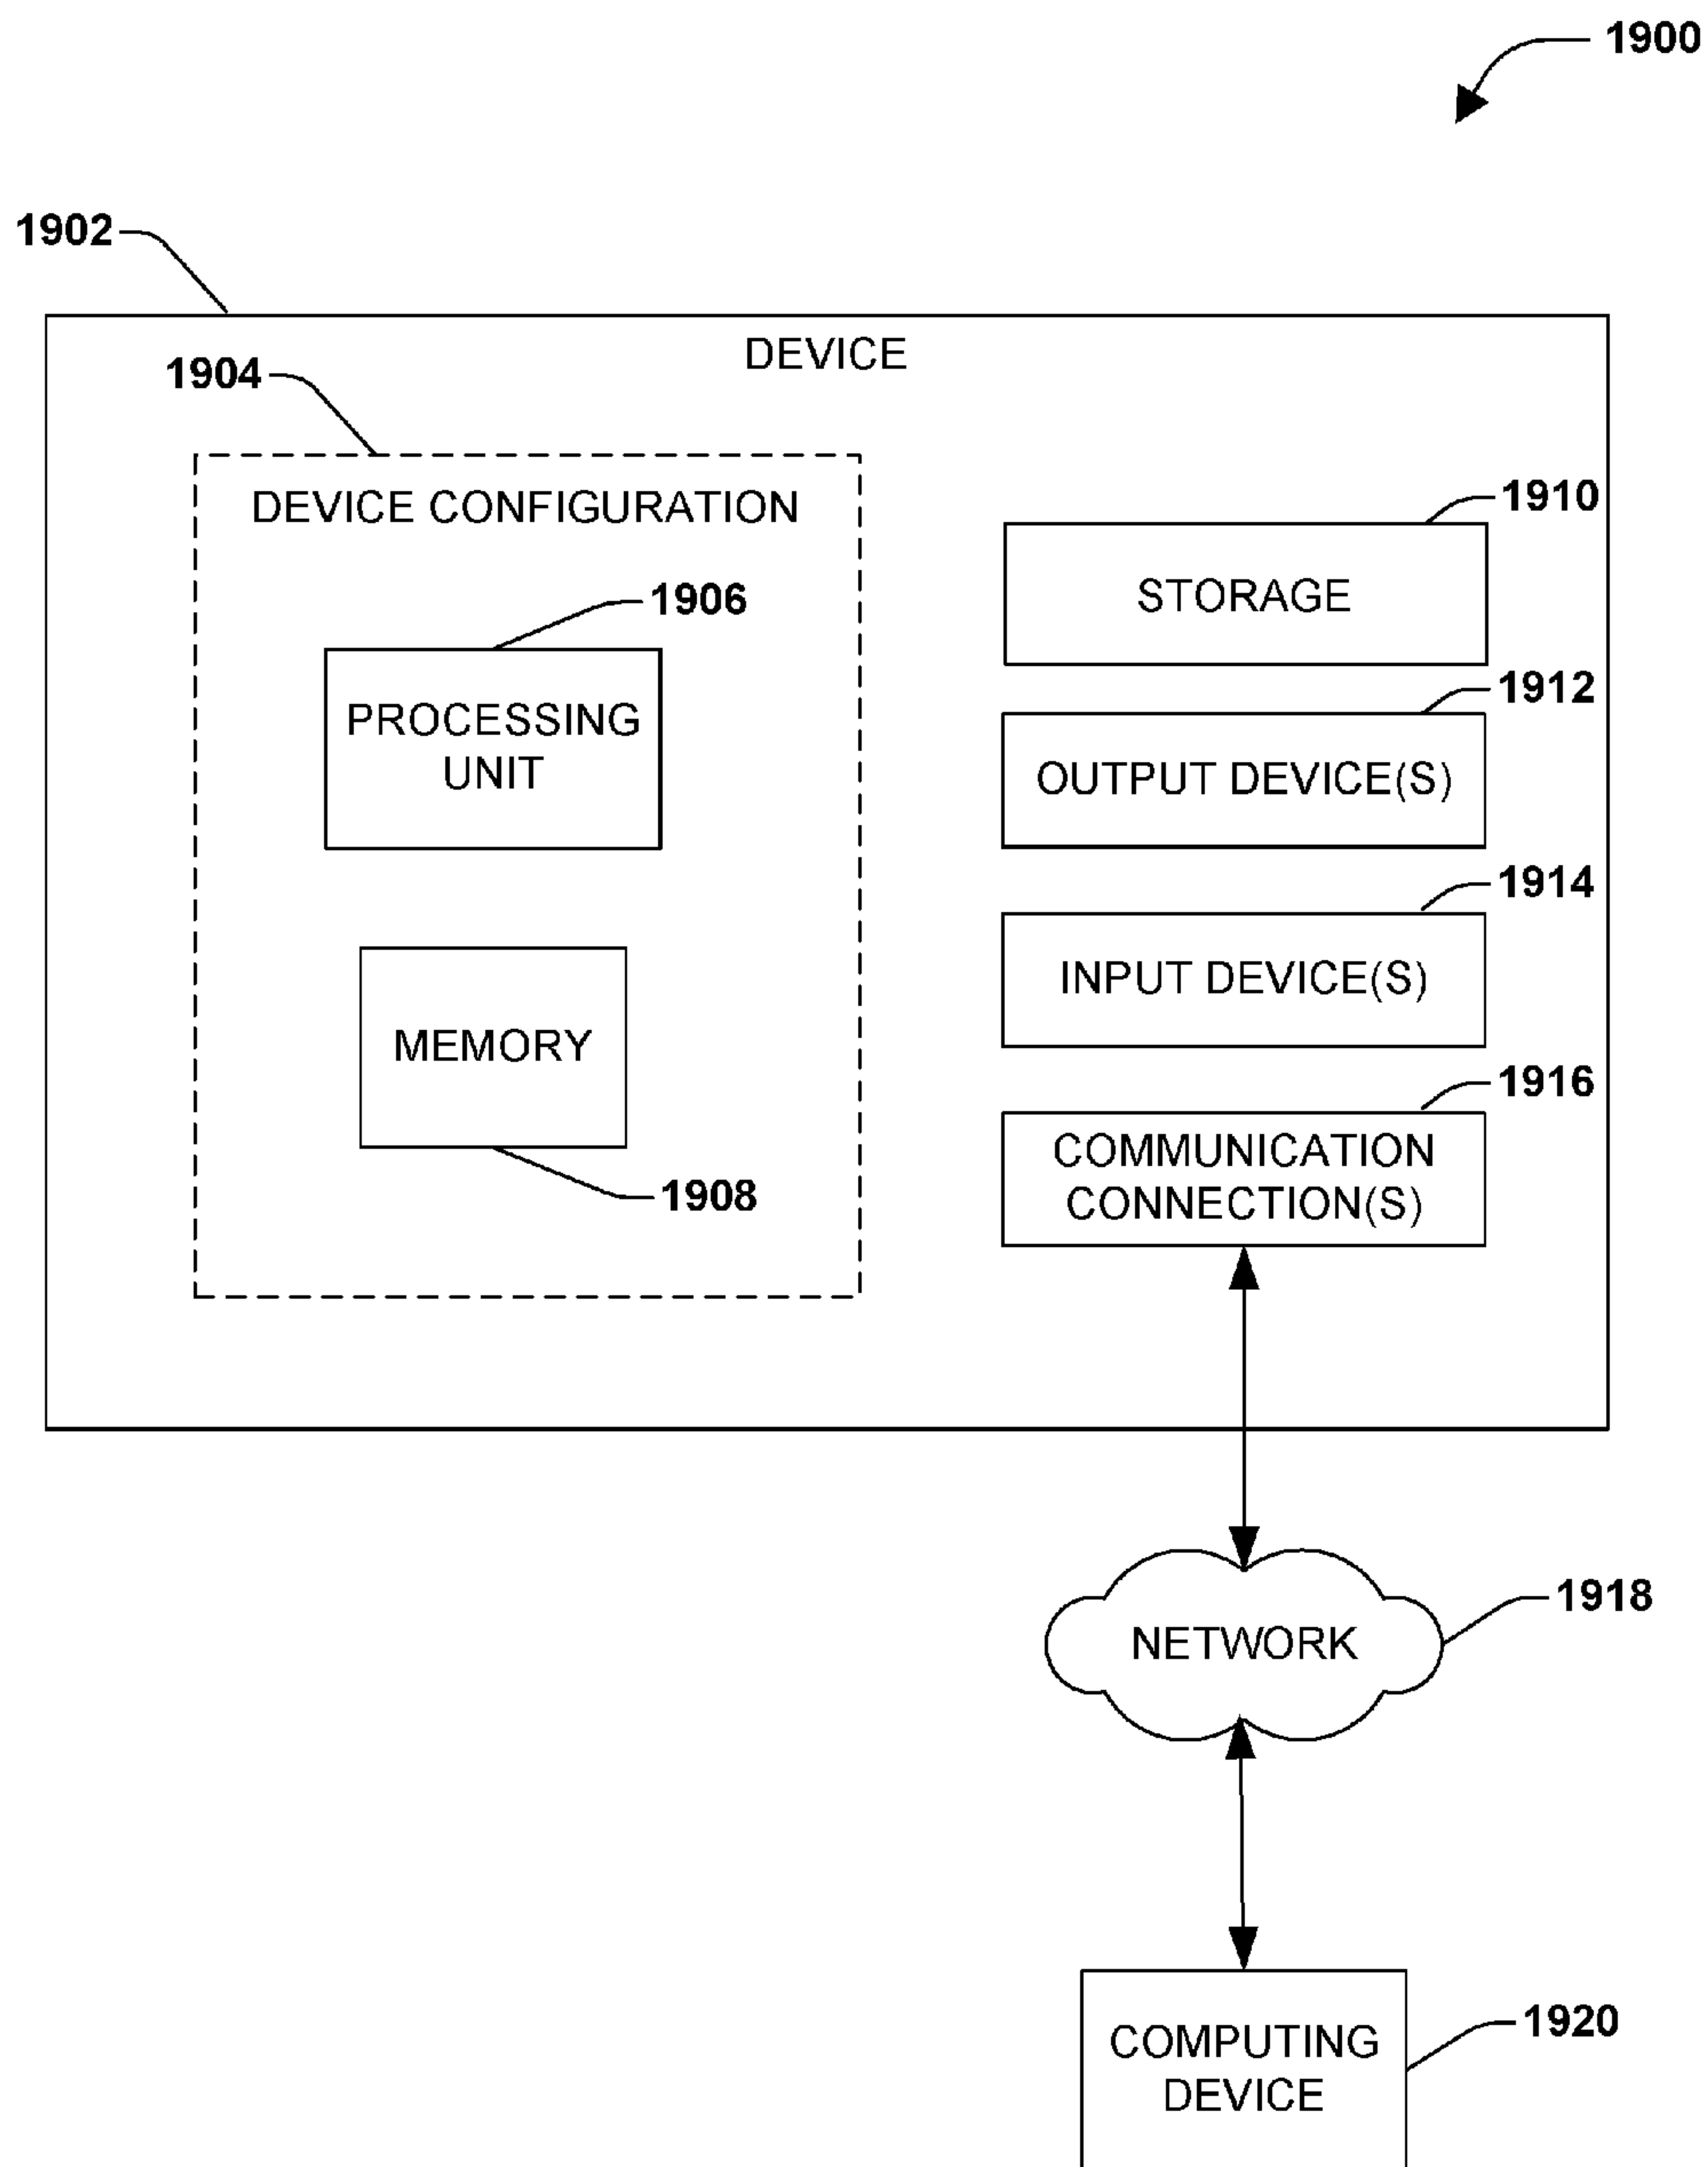 1900
1902
DEVICE
1904
DEVICE CONFIGURATION
1910
STORAGE
1906
PROCESSING
UNIT
1912
OUTPUT DEVICE(S)
1914
INPUT DEVICE(S)
MEMORY
1908
1916
COMMUNICATION
CONNECTION(S)
1918
NETWORK
1920
COMPUTING
DEVICE